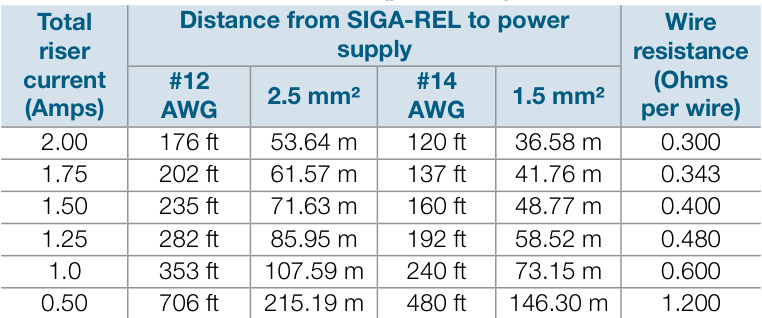 Total riser current (Amps) | Distance from SIGA-REL to power supply | Wire resistance (Ohms per wire)
#12 AWG | 2.5 mm² | #14 AWG | 1.5 mm²
2.00 | 176 ft | 53.64 m | 120 ft | 36.58 m | 0.300
1.75 | 202 ft | 61.57 m | 137 ft | 41.76 m | 0.343
1.50 | 235 ft | 71.63 m | 160 ft | 48.77 m | 0.400
1.25 | 282 ft | 85.95 m | 192 ft | 58.52 m | 0.480
1.0 | 353 ft | 107.59 m | 240 ft | 73.15 m | 0.600
0.50 | 706 ft | 215.19 m | 480 ft | 146.30 m | 1.200